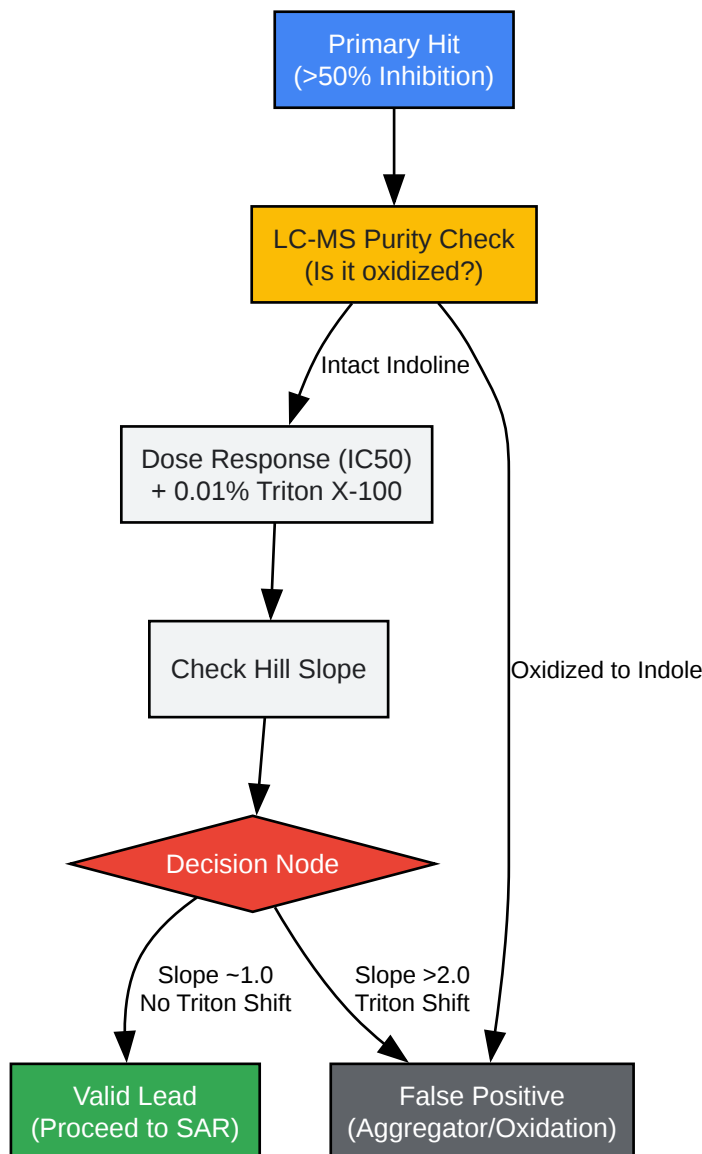 Primary Hit
(>50% Inhibition)
LC-MS Purity Check
(Is it oxidized?)
Intact Indoline
Dose Response (IC50)
+ 0.01% Triton X-100
Check Hill Slope
Oxidized to Indole
Decision Node
Slope ~1.0
No Triton Shift
Slope >2.0
Triton Shift
Valid Lead
(Proceed to SAR)
False Positive
(Aggregator/Oxidation)